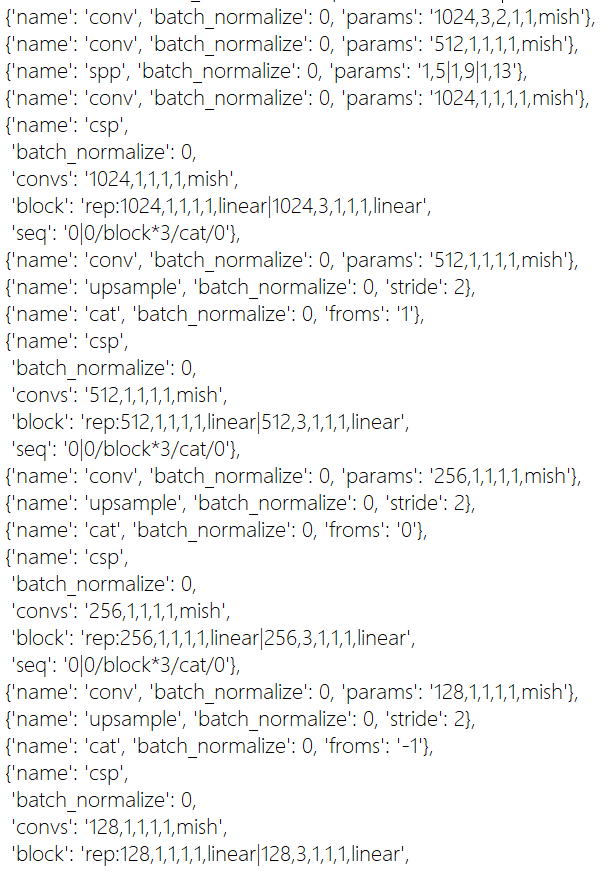 {'name': 'conv', 'batch_normalize': 0, 'params': '1024,3,2,1,1,mish'},
{'name': 'conv', 'batch_normalize': 0, 'params': '512,1,1,1,1,mish'},
{'name': 'spp', 'batch_normalize': 0, 'params': '1,5|1,9|1,13'},
{'name': 'conv', 'batch_normalize': 0, 'params': '1024,1,1,1,1,mish'},
{'name': 'csp',
'batch_normalize': 0,
'convs': '1024,1,1,1,1,mish',
'block': 'rep:1024,1,1,1,1,linear|1024,3,1,1,1,linear',
'seq': '0|0/block*3/cat/0'},
{'name': 'conv', 'batch_normalize': 0, 'params': '512,1,1,1,1,mish'},
{'name': 'upsample', 'batch_normalize': 0, 'stride': 2},
{'name': 'cat', 'batch_normalize': 0, 'froms': '1'},
{'name': 'csp',
'batch_normalize': 0,
'convs': '512,1,1,1,1,mish',
'block': 'rep:512,1,1,1,1,linear|512,3,1,1,1,linear',
'seq': '0|0/block*3/cat/0'},
{'name': 'conv', 'batch_normalize': 0, 'params': '256,1,1,1,1,mish'},
{'name': 'upsample', 'batch_normalize': 0, 'stride': 2},
{'name': 'cat', 'batch_normalize': 0, 'froms': '0'},
{'name': 'csp',
'batch_normalize': 0,
'convs': '256,1,1,1,1,mish',
'block': 'rep:256,1,1,1,1,linear|256,3,1,1,1,linear',
'seq': '0|0/block*3/cat/0'},
{'name': 'conv', 'batch_normalize': 0, 'params': '128,1,1,1,1,mish'},
{'name': 'upsample', 'batch_normalize': 0, 'stride': 2},
{'name': 'cat', 'batch_normalize': 0, 'froms': '-1'},
{'name': 'csp',
'batch_normalize': 0,
'convs': '128,1,1,1,1,mish',
'block': 'rep:128,1,1,1,1,linear|128,3,1,1,1,linear',